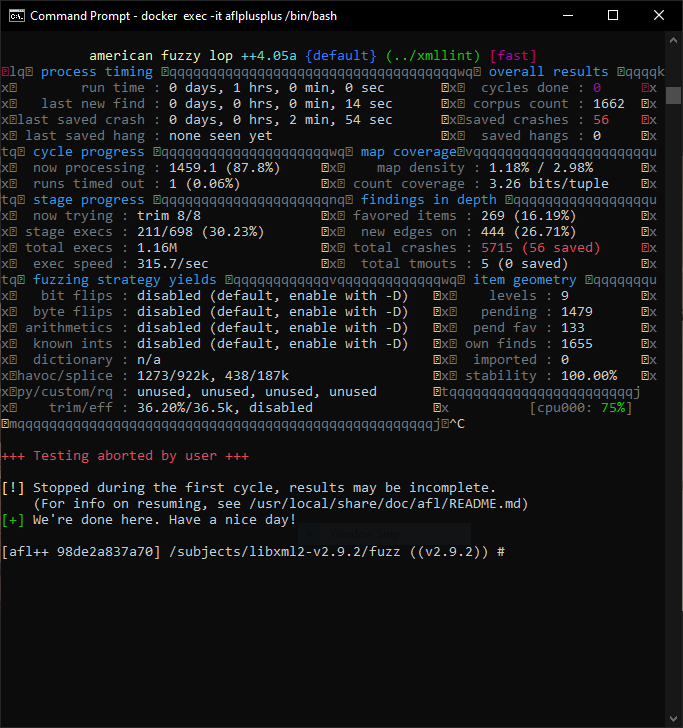 Command Prompt - docker exec -it aflplusplus /bin/bash
american fuzzy lop ++4.05a {default} (../xmllint) [fast]
lq process timing qqqqqqqqqqqqqqqqqqqqqqqqqqqqqqqqqqqqwq overall results qqqqk
x run time : 0 days, 1 hrs, 0 min, 0 sec x cycles done : 0 x
x last new find : 0 days, 0 hrs, 0 min, 14 sec x corpus count : 1662 x
xlast saved crash : 0 days, 0 hrs, 2 min, 54 sec xsaved crashes : 56 x
x last saved hang : none seen yet x saved hangs : 0 x
tq cycle progress qqqqqqqqqqqqqqqqqqqqqqwq map coveragevqqqqqqqqqqqqqqqqqqqqqqu
x now processing : 1459.1 (87.8%) x map density : 1.18% / 2.98% x
x runs timed out : 1 (0.06%) x count coverage : 3.26 bits/tuple x
tq stage progress qqqqqqqqqqqqqqqqqqqqqqnq findings in depth qqqqqqqqqqqqqqqqqqu
x now trying : trim 8/8 x favored items : 269 (16.19%) x
x stage execs : 211/698 (30.23%) x new edges on : 444 (26.71%) x
x total execs : 1.16M x total crashes : 5715 (56 saved) x
x exec speed : 315.7/sec x total tmouts : 5 (0 saved) x
tq fuzzing strategy yields qqqqqqqqqqqqvqqqqqqqqqqqqqwq item geometry qqqqqqqu
x bit flips : disabled (default, enable with -D) x levels : 9 x
x byte flips : disabled (default, enable with -D) x pending : 1479 x
x arithmetics : disabled (default, enable with -D) x pend fav : 133 x
x known ints : disabled (default, enable with -D) x own finds : 1655 x
x dictionary : n/a x imported : 0 x
xhavoc/splice : 1273/922k, 438/187k x stability : 100.00% x
xpy/custom/rq : unused, unused, unused, unused tqqqqqqqqqqqqqqqqqqqqqqqj
x trim/eff : 36.20%/36.5k, disabled x [cpu000: 75%]
mqqqqqqqqqqqqqqqqqqqqqqqqqqqqqqqqqqqqqqqqqqqqqqqqqqqqj^C
+++ Testing aborted by user +++
[!] Stopped during the first cycle, results may be incomplete.
(For info on resuming, see /usr/local/share/doc/afl/README.md)
[+] We're done here. Have a nice day!
[afl++ 98de2a837a70] /subjects/libxml2-v2.9.2/fuzz ((v2.9.2)) #